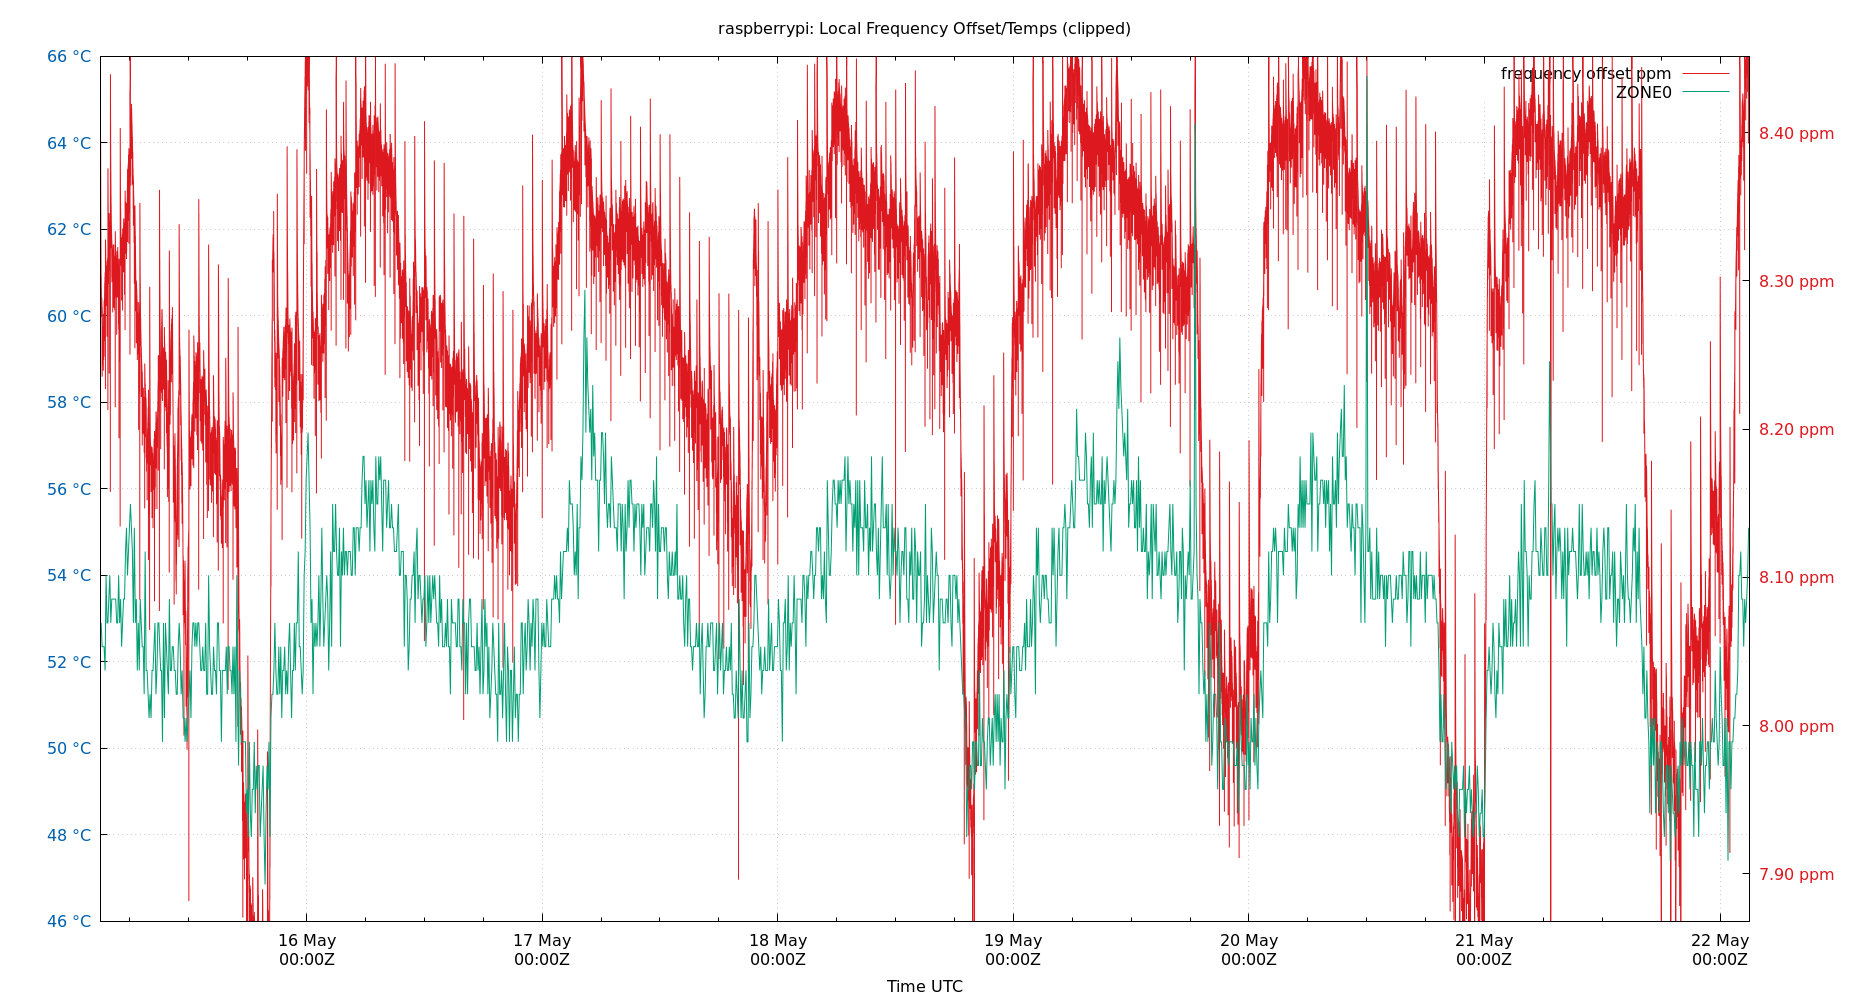 raspberrypi: Local Frequency Offset/Temps (clipped)
66 °C
64 °C
62 °C
60 °C
58 °C
56 °C
54 °C
52 °C
50 °C
48 °C
46 °C
frequency offset ppm
ZONE0
8.40 ppm
8.30 ppm
8.20 ppm
8.10 ppm
8.00 ppm
7.90 ppm
16 May 17 May 18 May 19 May 20 May 21 May 22 May
00:00Z 00:00Z 00:00Z 00:00Z 00:00Z 00:00Z 00:00Z
Time UTC